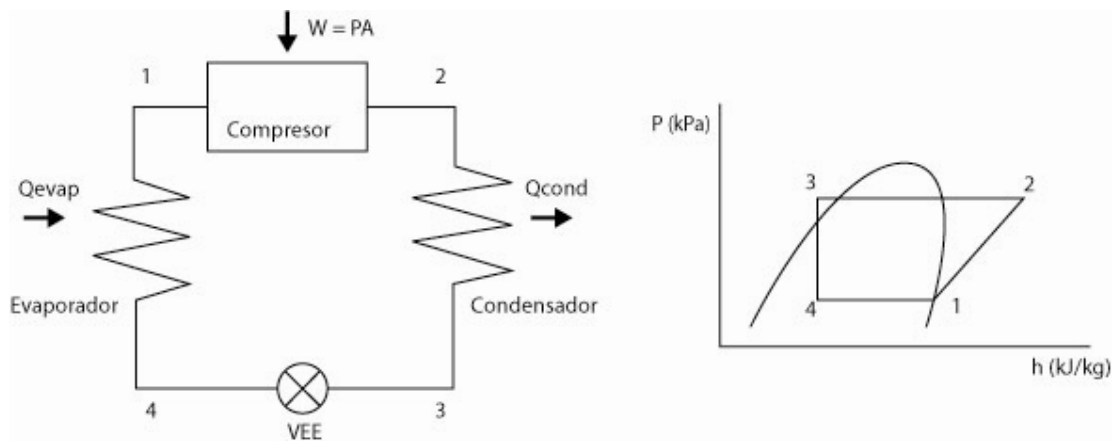 W = PA
1
2
Compresor
Qevap
Qcond
Evaporador
Condensador
4
3
VEE
P (kPa)
3
2
4
1
h (kJ/kg)